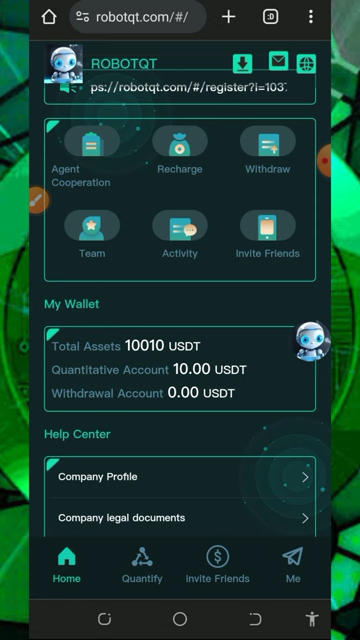 robotqt.com/#/
:D
ROBOTQT
ps://robotqt.com/#/register?i=103
Agent Cooperation
Recharge
Withdraw
Team
Activity
Invite Friends
My Wallet
Total Assets 10010 USDT
Quantitative Account 10.00 USDT
Withdrawal Account 0.00 USDT
Help Center
Company Profile
Company legal documents
Home
Quantify
Invite Friends
Me